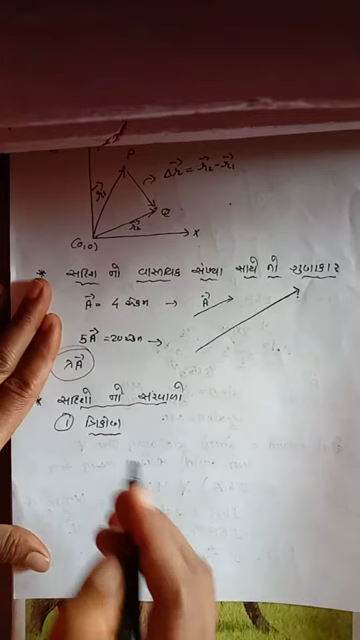 P
Δr⃗ = r⃗₂ - r⃗₁
r⃗₁
Q
r⃗₂
(0,0)
x
* સદિશ નો વાસ્તવિક સંખ્યા સાથે નો ગુણાકાર
A⃗ = 4 એકમ → A⃗
5A⃗ = 20 એકમ →
λA⃗
* સદિશો નો સરવાળો
① ત્રિકોણ